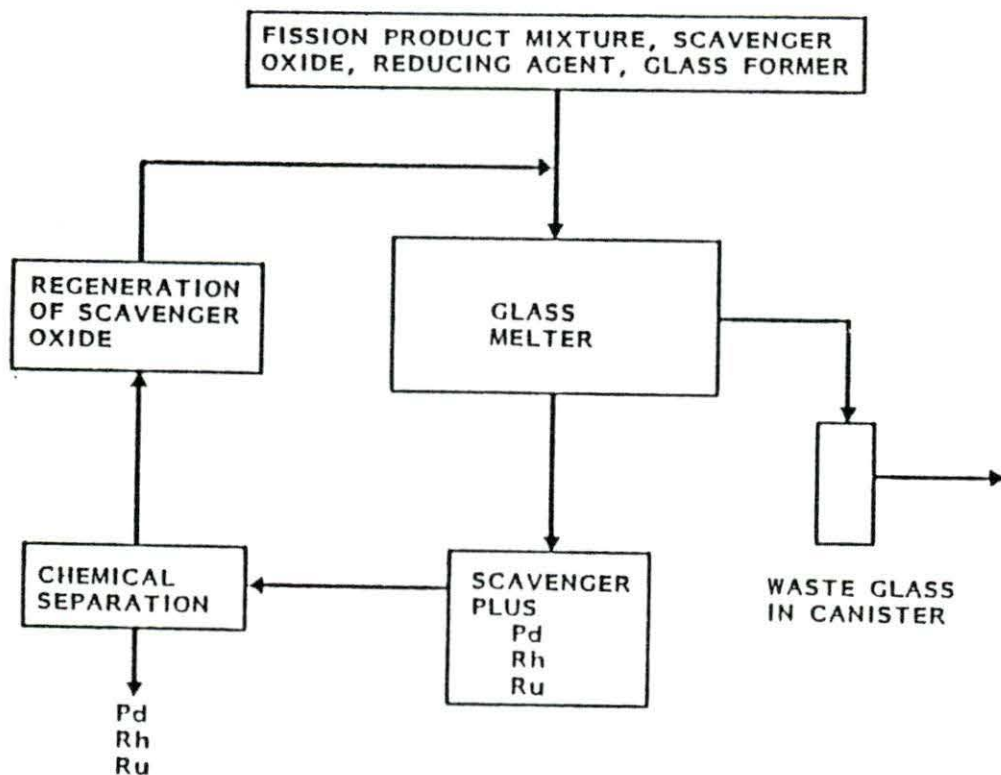 FISSION PRODUCT MIXTURE, SCAVENGER
OXIDE, REDUCING AGENT, GLASS FORMER
REGENERATION
OF SCAVENGER
OXIDE
GLASS
MELTER
CHEMICAL
SEPARATION
SCAVENGER
PLUS
Pd
Rh
Ru
WASTE GLASS
IN CANISTER
Pd
Rh
Ru